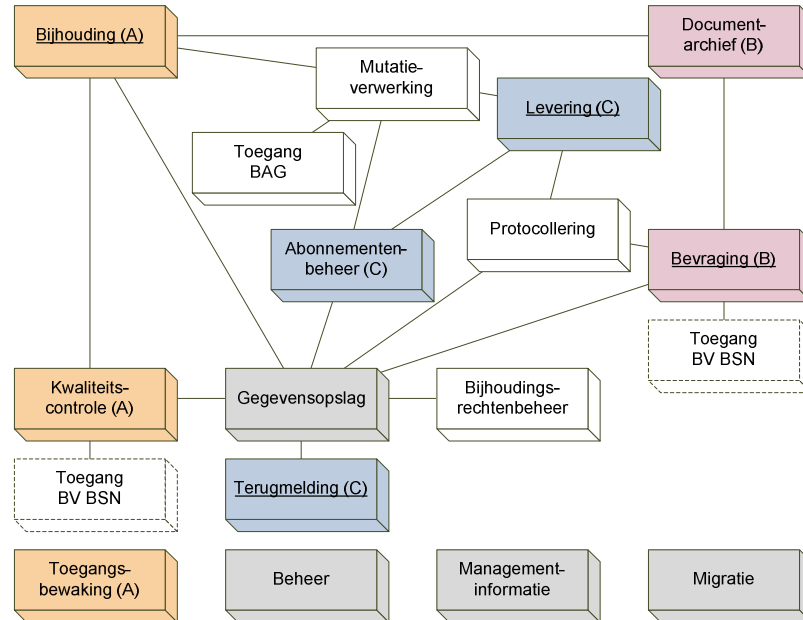 Bijhouding (A)
Document-
archief (B)
Mutatie-
verwerking
Levering (C)
Toegang
BAG
Protocollering
Abonnementen-
beheer (C)
Bevraging (B)
Toegang
BV BSN
Kwaliteits-
controle (A)
Gegevensopslag
Bijhoudings-
rechtenbeheer
Toegang
BV BSN
Terugmelding (C)
Toegangs-
bewaking (A)
Beheer
Management-
informatie
Migratie